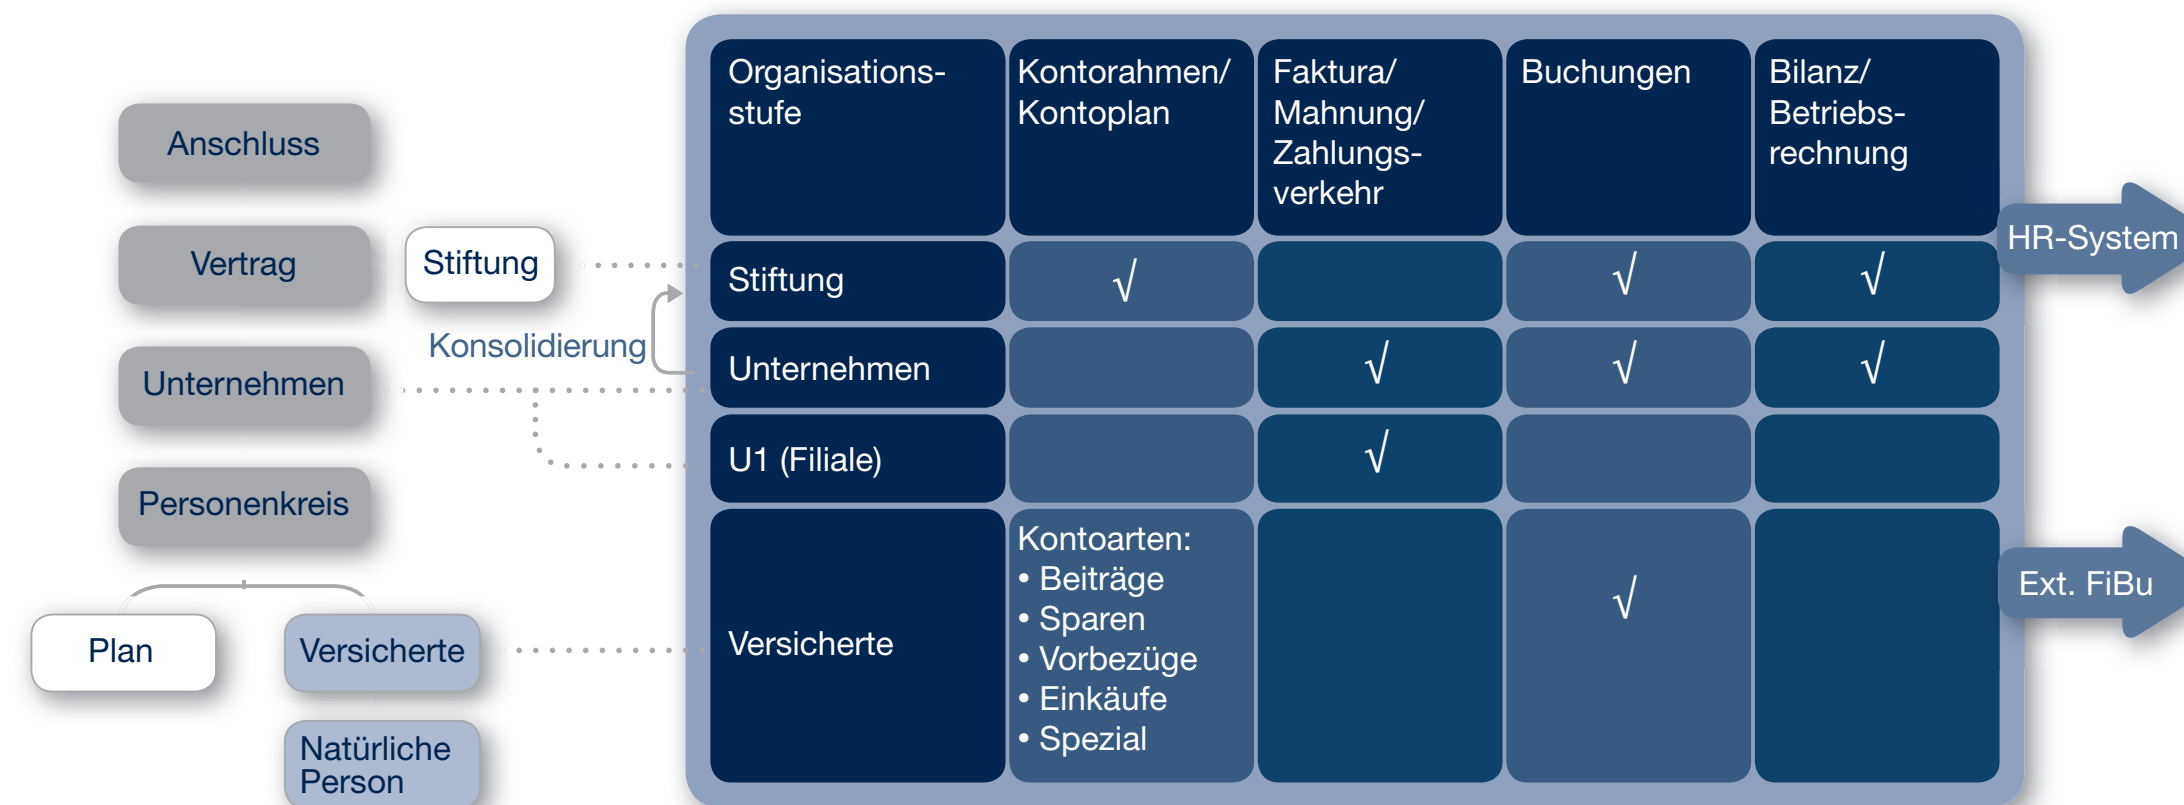 Anschluss
Vertrag
Stiftung
Konsolidierung
Unternehmen
Personenkreis
Plan
Versicherte
Natürliche
Person
Organisations-
stufe
Kontorahmen/
Kontoplan
Faktura/
Mahnung/
Zahlungs-
verkehr
Buchungen
Bilanz/
Betriebs-
rechnung
Stiftung
√
√
√
Unternehmen
√
√
√
U1 (Filiale)
√
Versicherte
Kontoarten:
• Beiträge
• Sparen
• Vorbezüge
• Einkäufe
• Spezial
√
HR-System
Ext. FiBu